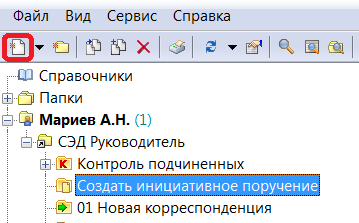 Файл Вид Сервис Справка
Справочники
Папки
Мариев А.Н. (1)
СЭД Руководитель
Контроль подчиненных
Создать инициативное поручение
01 Новая корреспонденция